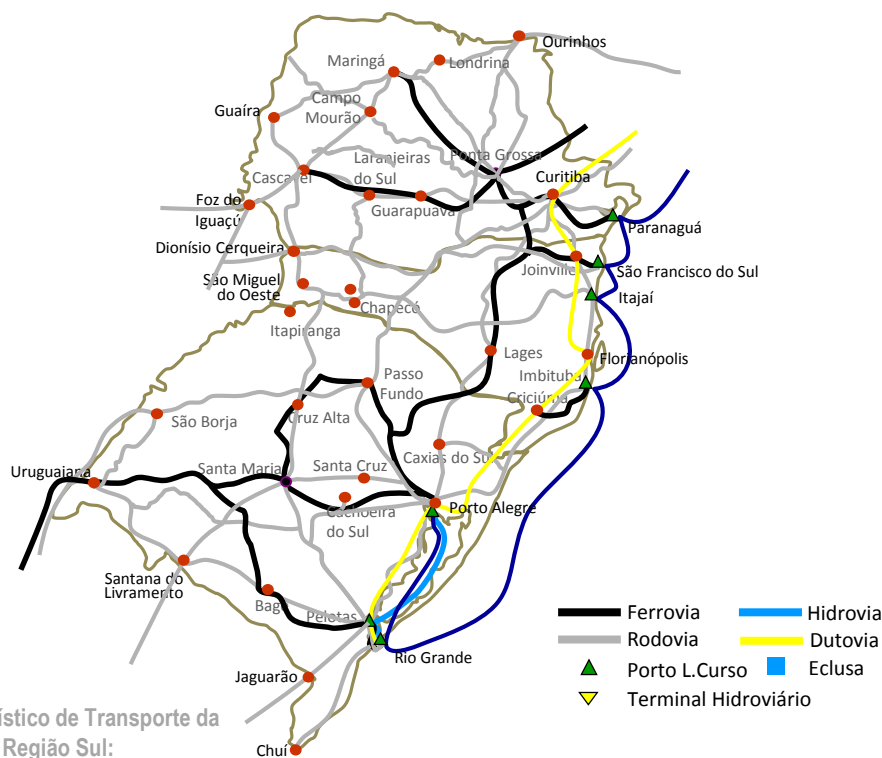 Ourinhos
Maringá
Londrina
Guaíra
Campo
Mourão
Ponta Grossa
Laranjeiras
do Sul
Cascavel
Curitiba
Foz do
Iguaçú
Guarapuava
Paranaguá
Dionísio Cerqueira
Joinville
São Francisco do Sul
São Miguel
do Oeste
Chapecó
Itajaí
Itapiranga
Lages
Florianópolis
Passo
Fundo
Imbituba
Criciúma
Cruz Alta
São Borja
Uruguaiana
Santa Maria
Santa Cruz
Caxias do Sul
Cachoeira
do Sul
Porto Alegre
Santana do
Livramento
Bagé
Pelotas
Rio Grande
Jaguarão
Chuí
Ferrovia
Hidrovia
Rodovia
Dutovia
Porto L.Curso
Eclusa
Terminal Hidroviário
ístico de Transporte da
Região Sul: